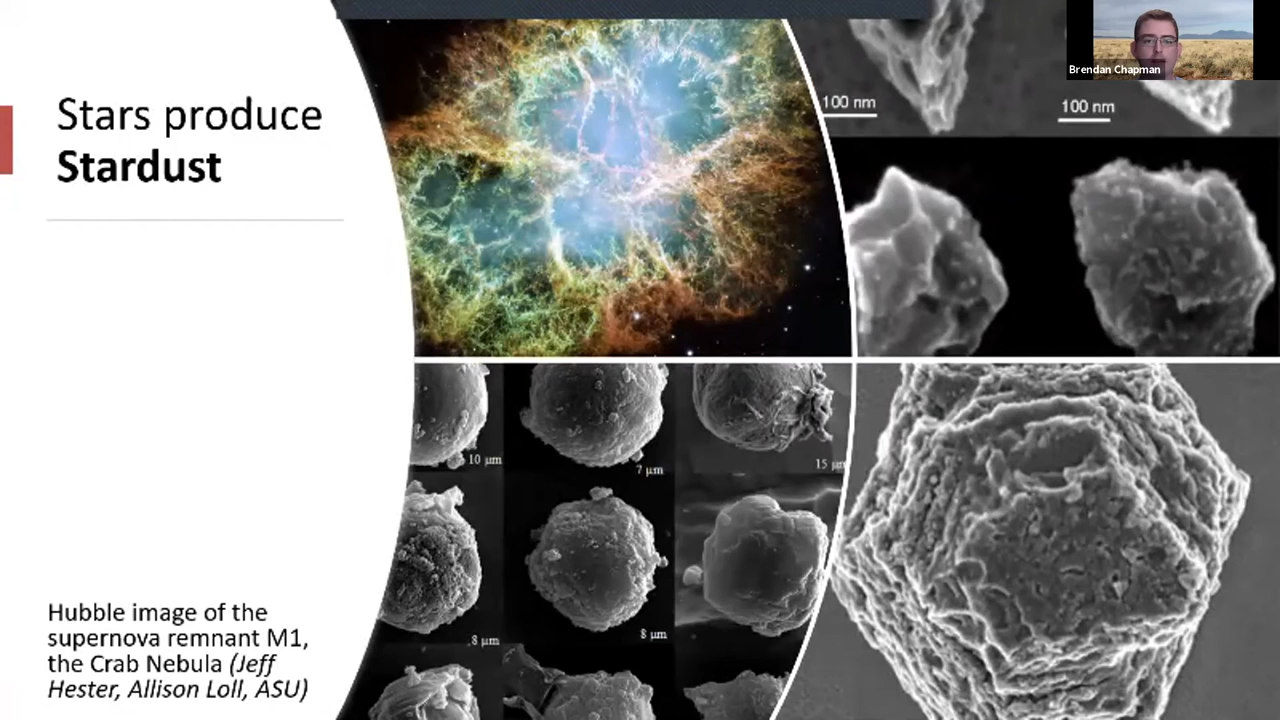 Stars produce
Stardust
Hubble image of the
supernova remnant M1,
the Crab Nebula (Jeff
Hester, Allison Loll, ASU)
100 nm
100 nm
Brendan Chapman
10 μm
7 μm
15 μm
8 μm
8 μm